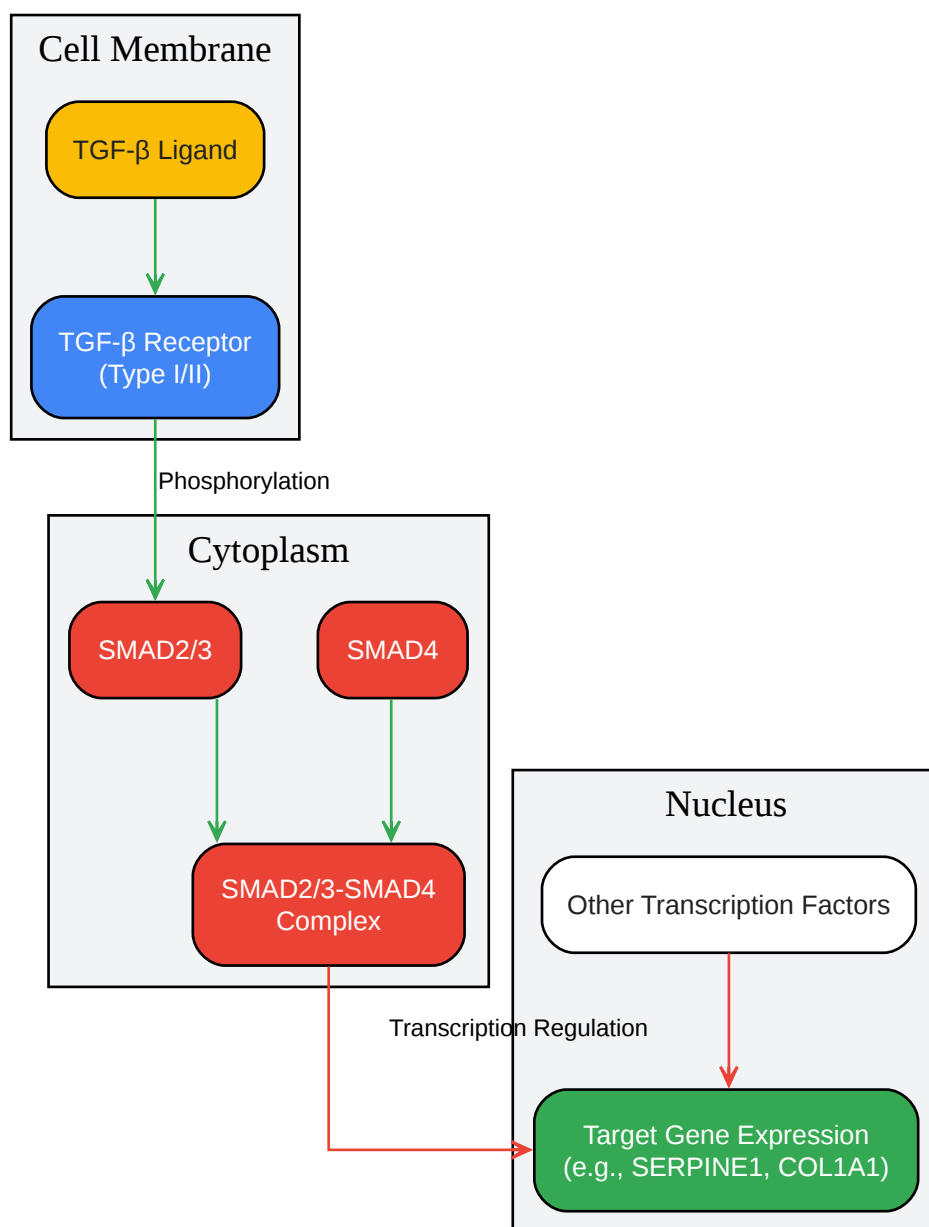 Cell Membrane
TGF-β Ligand
TGF-β Receptor
(Type I/II)
Phosphorylation
Cytoplasm
SMAD2/3
SMAD4
SMAD2/3-SMAD4
Complex
Nucleus
Other Transcription Factors
Transcription Regulation
Target Gene Expression
(e.g., SERPINE1, COL1A1)